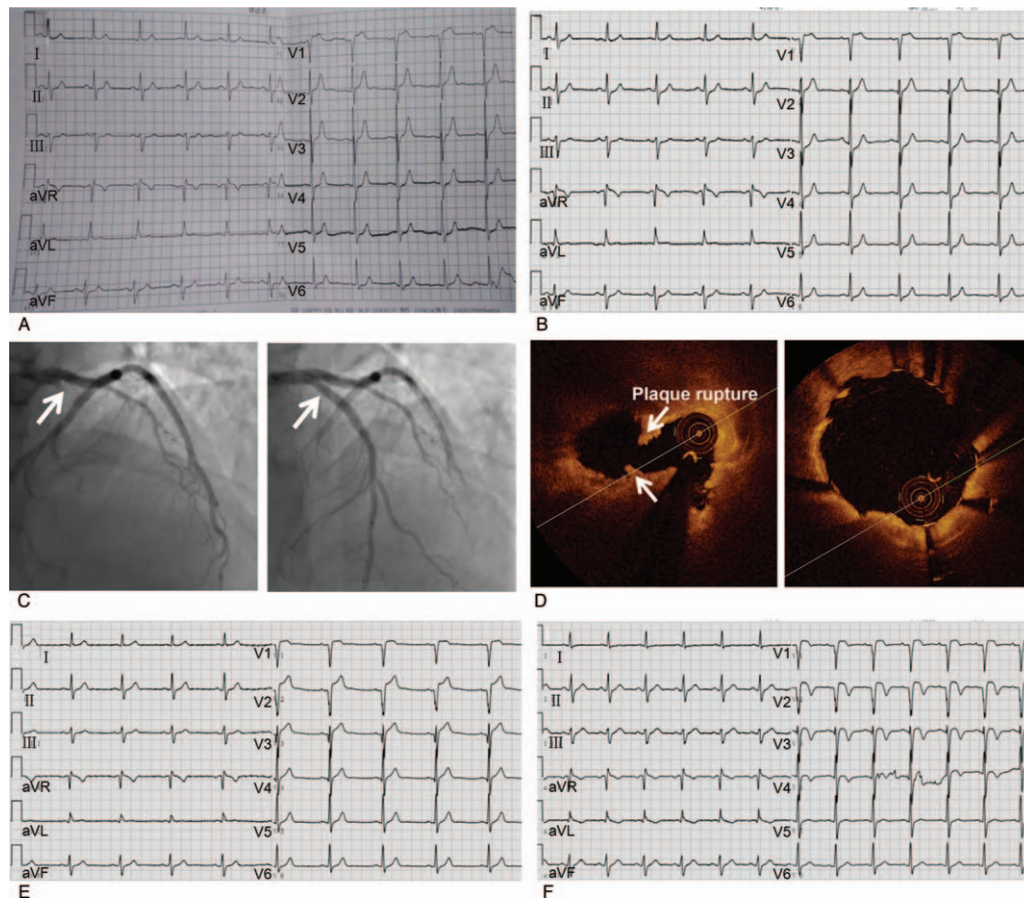 I V1
II V2
III V3
aVR V4
aVL V5
aVF V6
A
I V1
II V2
III V3
aVR V4
aVL V5
aVF V6
B
C
Plaque rupture
D
I V1
II V2
III V3
aVR V4
aVL V5
aVF V6
E
I V1
II V2
III V3
aVR V4
aVL V5
aVF V6
F